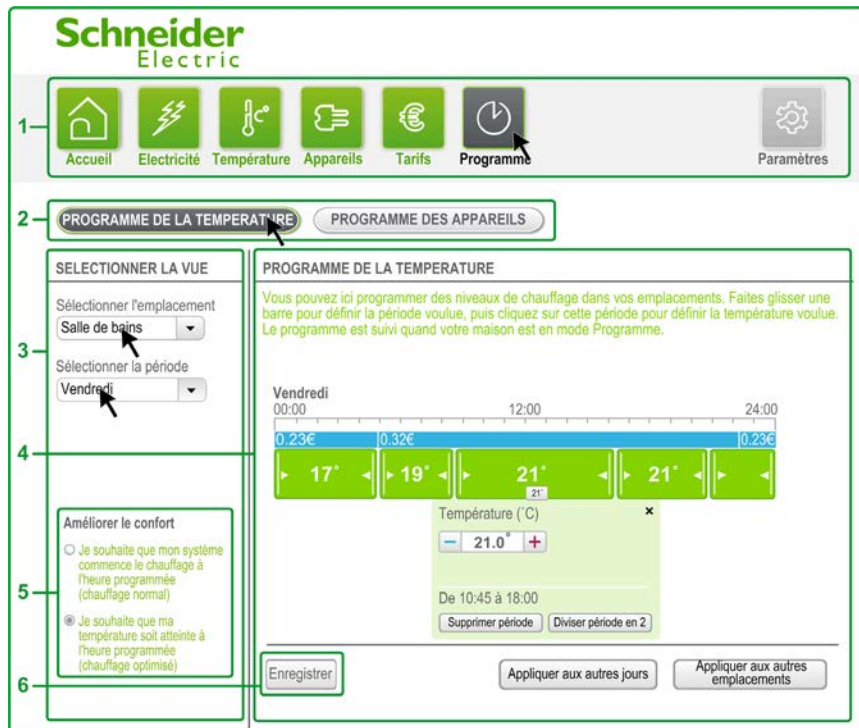 Schneider
Electric
1
Accueil
Electricité
Température
Appareils
Tarifs
Programme
Paramètres
2
PROGRAMME DE LA TEMPERATURE
PROGRAMME DES APPAREILS
SELECTIONNER LA VUE
Sélectionner l'emplacement
Salle de bains
3
Sélectionner la période
Vendredi
PROGRAMME DE LA TEMPERATURE
Vous pouvez ici programmer des niveaux de chauffage dans vos emplacements. Faites glisser une
barre pour définir la période voulue, puis cliquez sur cette période pour définir la température voulue.
Le programme est suivi quand votre maison est en mode Programme.
Vendredi
00:00 12:00 24:00
0.23€ 0.32€ 0.23€
4
17° 19° 21° 21°
21°
Température (°C) ×
− 21.0° +
De 10:45 à 18:00
Supprimer période
Diviser période en 2
Améliorer le confort
Je souhaite que mon système
commence le chauffage à
l'heure programmée
(chauffage normal)
5
Je souhaite que ma
température soit atteinte à
l'heure programmée
(chauffage optimisé)
6
Enregistrer
Appliquer aux autres jours
Appliquer aux autres
emplacements